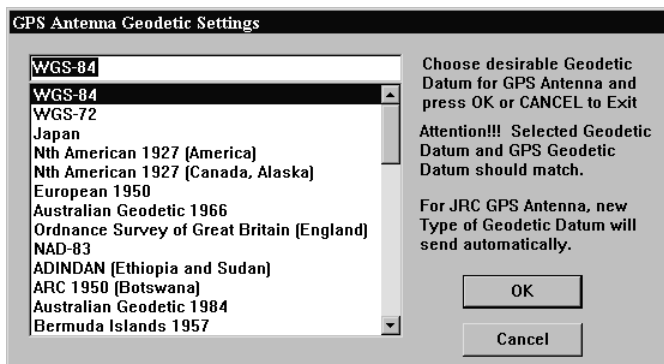 GPS Antenna Geodetic Settings
WGS-84
WGS-84
WGS-72
Japan
Nth American 1927 (America)
Nth American 1927 (Canada, Alaska)
European 1950
Australian Geodetic 1966
Ordnance Survey of Great Britain (England)
NAD-83
ADINDAN (Ethiopia and Sudan)
ARC 1950 (Botswana)
Australian Geodetic 1984
Bermuda Islands 1957
Choose desirable Geodetic
Datum for GPS Antenna and
press OK or CANCEL to Exit
Attention!!! Selected Geodetic
Datum and GPS Geodetic
Datum should match.
For JRC GPS Antenna, new
Type of Geodetic Datum will
send automatically.
OK
Cancel